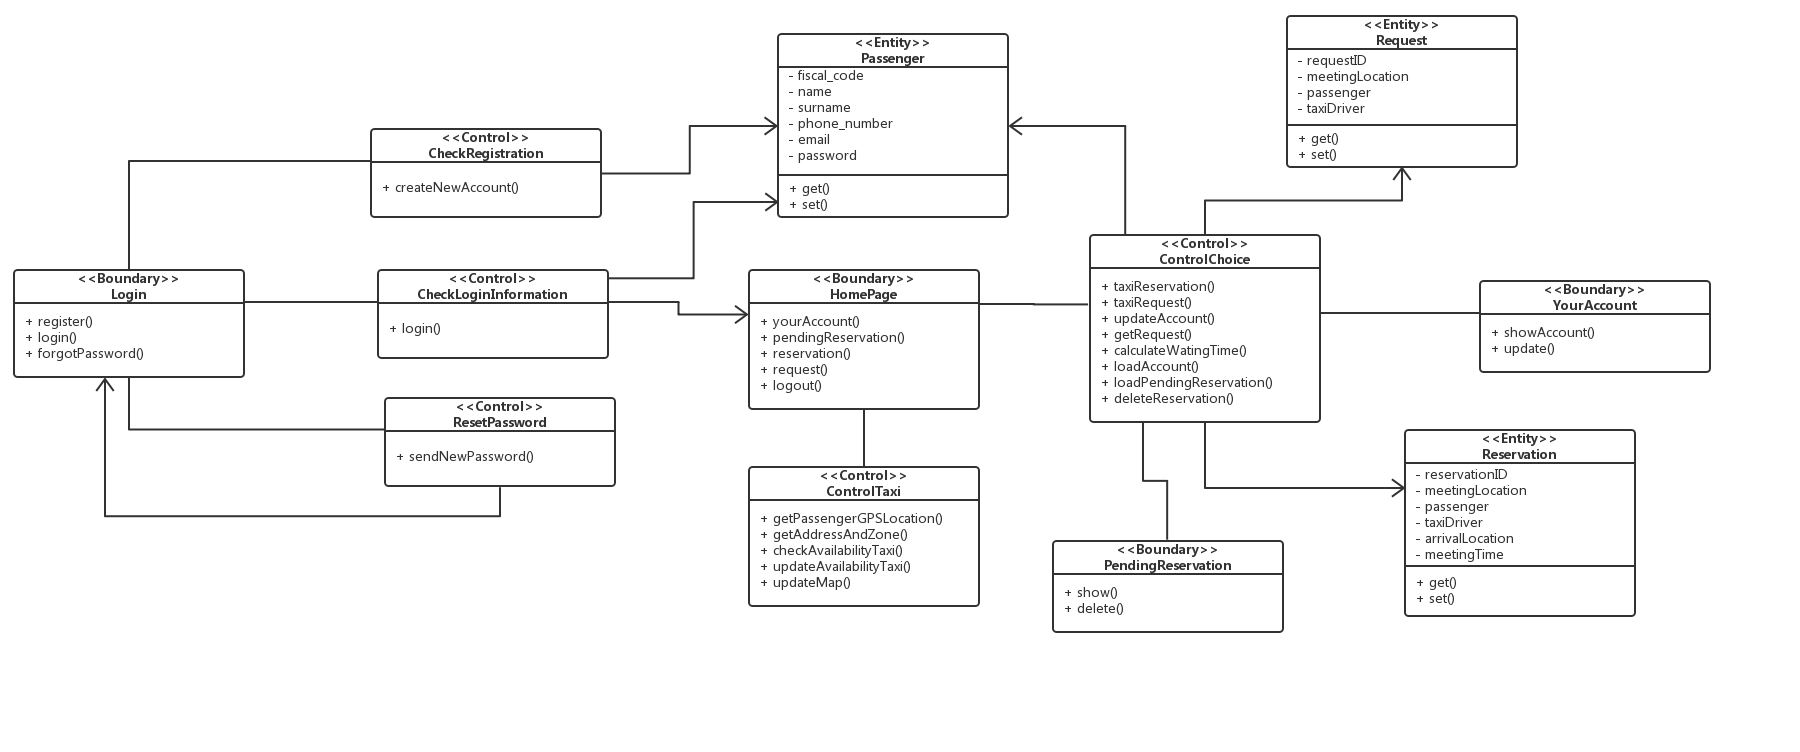 <<Entity>>
Passenger
- fiscal_code
- name
- surname
- phone_number
- email
- password
+ get()
+ set()
<<Entity>>
Request
- requestID
- meetingLocation
- passenger
- taxiDriver
+ get()
+ set()
<<Control>>
CheckRegistration
+ createNewAccount()
<<Boundary>>
Login
+ register()
+ login()
+ forgotPassword()
<<Control>>
CheckLoginInformation
+ login()
<<Boundary>>
HomePage
+ yourAccount()
+ pendingReservation()
+ reservation()
+ request()
+ logout()
<<Control>>
ControlChoice
+ taxiReservation()
+ taxiRequest()
+ updateAccount()
+ getRequest()
+ calculateWatingTime()
+ loadAccount()
+ loadPendingReservation()
+ deleteReservation()
<<Boundary>>
YourAccount
+ showAccount()
+ update()
<<Control>>
ResetPassword
+ sendNewPassword()
<<Control>>
ControlTaxi
+ getPassengerGPSLocation()
+ getAddressAndZone()
+ checkAvailabilityTaxi()
+ updateAvailabilityTaxi()
+ updateMap()
<<Boundary>>
PendingReservation
+ show()
+ delete()
<<Entity>>
Reservation
- reservationID
- meetingLocation
- passenger
- taxiDriver
- arrivalLocation
- meetingTime
+ get()
+ set()